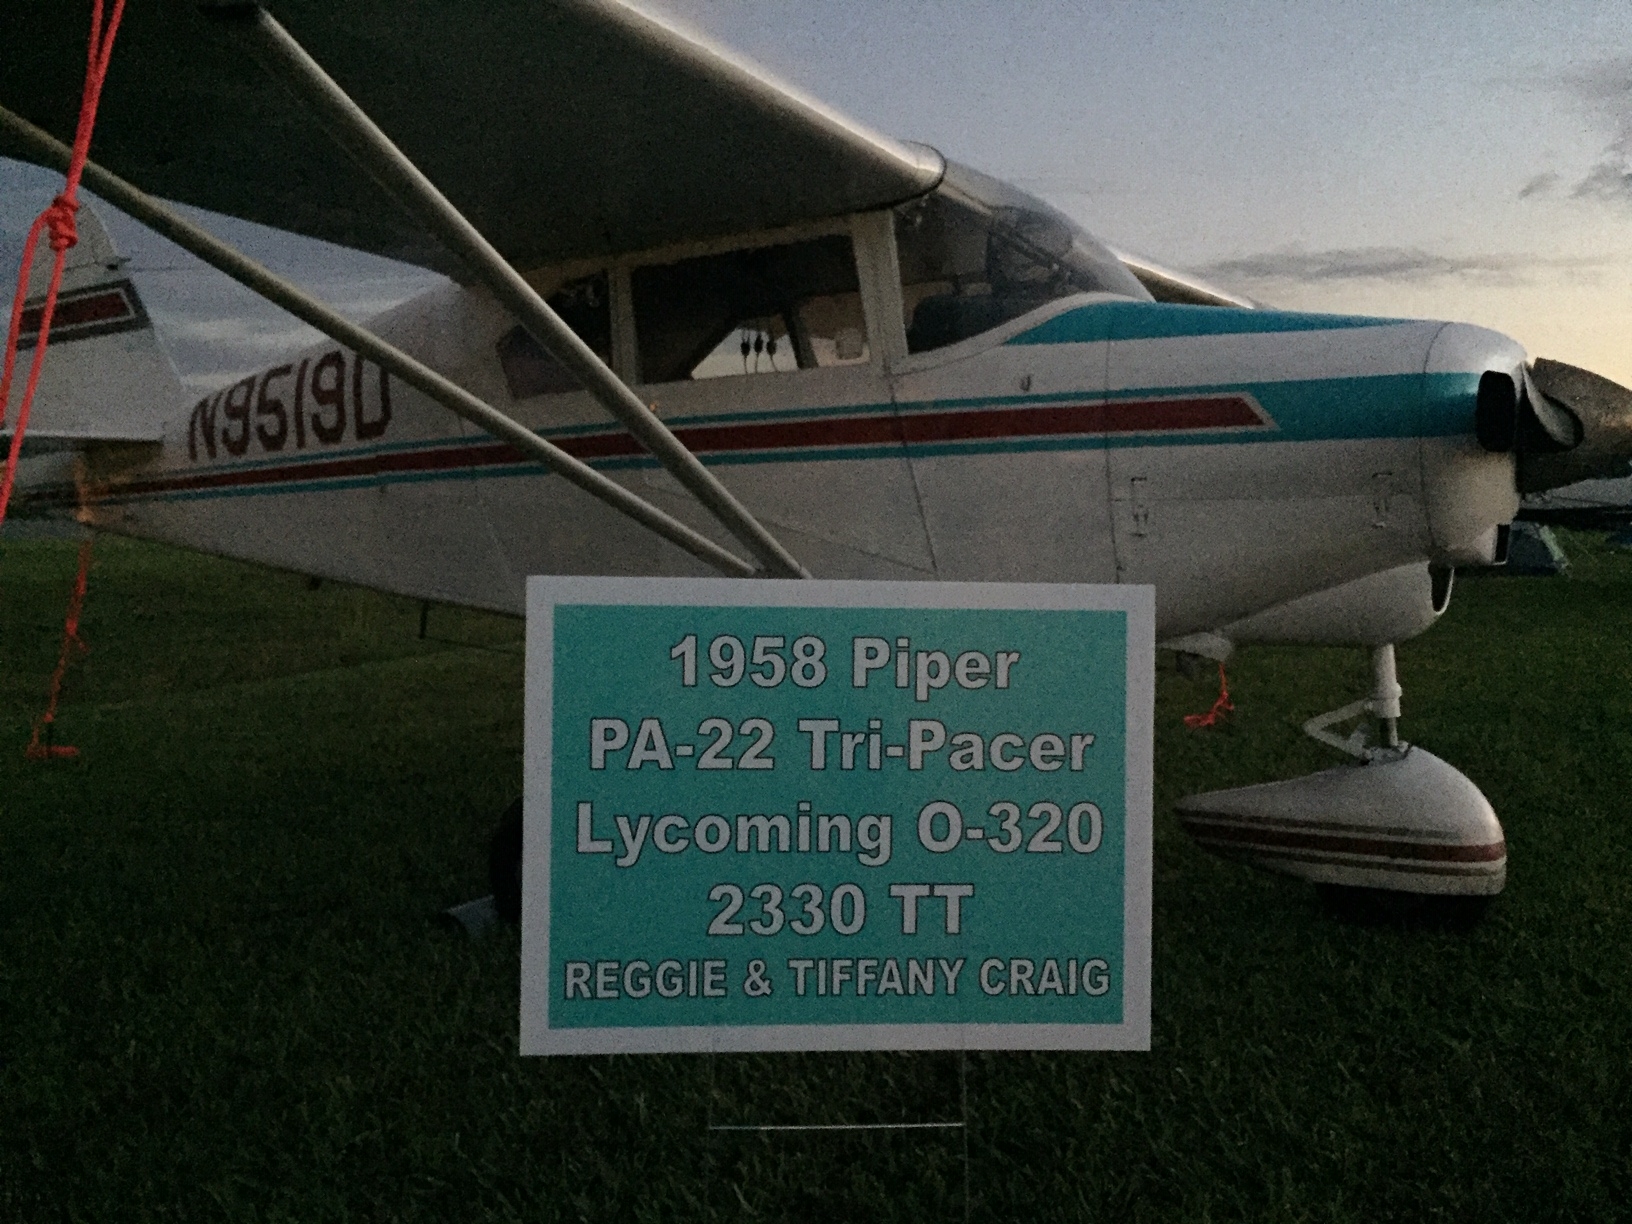 N9519D
1958 Piper
PA-22 Tri-Pacer
Lycoming O-320
2330 TT
REGGIE & TIFFANY CRAIG